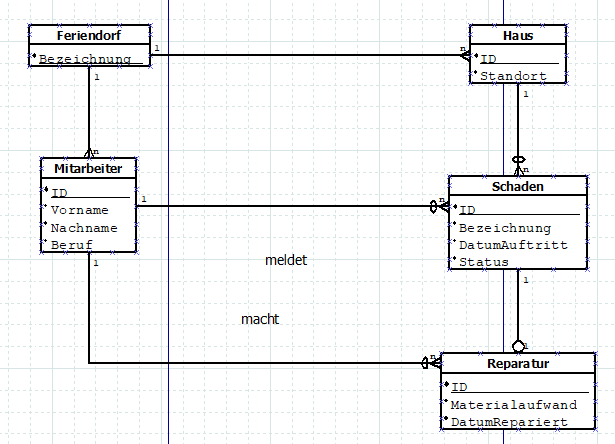 Feriendorf
Bezeichnung
1
n
Haus
ID
Standort
1
1
n
n
Mitarbeiter
ID
Vorname
Nachname
Beruf
1
n
Schaden
ID
Bezeichnung
DatumAuftritt
Status
1
1
meldet
macht
n
1
Reparatur
ID
Materialaufwand
DatumRepariert